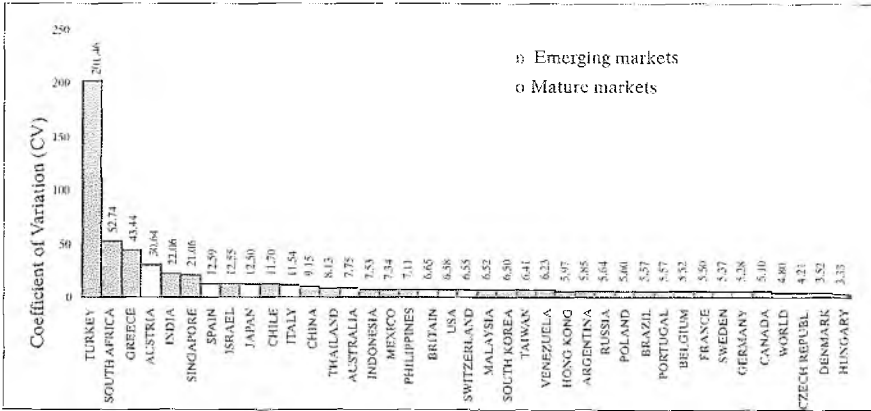 250
200
150
100
50
0
Coefficient of Variation (CV)
Emerging markets
Mature markets
201.46
52.74
43.44
30.64
22.06
21.06
12.59
12.55
12.50
11.70
11.54
9.15
8.13
7.75
7.53
7.34
7.11
6.65
6.58
6.55
6.52
6.50
6.41
6.23
5.97
5.85
5.64
5.60
5.57
5.57
5.52
5.50
5.37
5.28
5.10
4.80
4.21
3.52
3.33
TURKEY
SOUTH AFRICA
GREECE
AUSTRIA
INDIA
SINGAPORE
SPAIN
ISRAEL
JAPAN
CHILE
ITALY
CHINA
THAILAND
AUSTRALIA
INDONESIA
MEXICO
PHILIPPINES
BRITAIN
USA
SWITZERLAND
MALAYSIA
SOUTH KOREA
TAIWAN
VENEZUELA
HONG KONG
ARGENTINA
RUSSIA
POLAND
BRAZIL
PORTUGAL
BELGIUM
FRANCE
SWEDEN
GERMANY
CANADA
WORLD
CZECH REPUBL.
DENMARK
HUNGARY